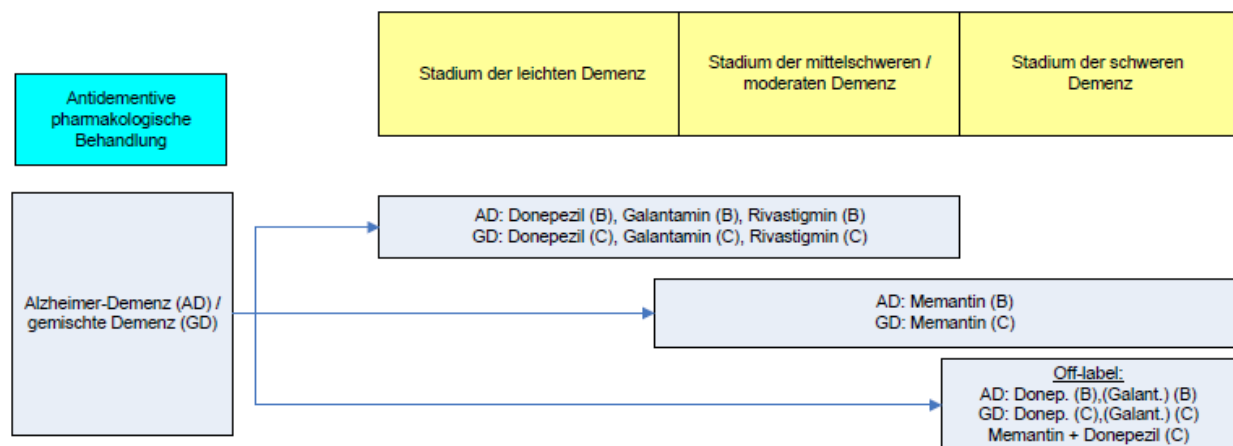 Stadium der leichten Demenz
Stadium der mittelschweren /
moderaten Demenz
Stadium der schweren
Demenz
Antidementive
pharmakologische
Behandlung
AD: Donepezil (B), Galantamin (B), Rivastigmin (B)
GD: Donepezil (C), Galantamin (C), Rivastigmin (C)
Alzheimer-Demenz (AD) /
gemischte Demenz (GD)
AD: Memantin (B)
GD: Memantin (C)
Off-label:
AD: Donep. (B),(Galant.) (B)
GD: Donep. (C),(Galant.) (C)
Memantin + Donepezil (C)